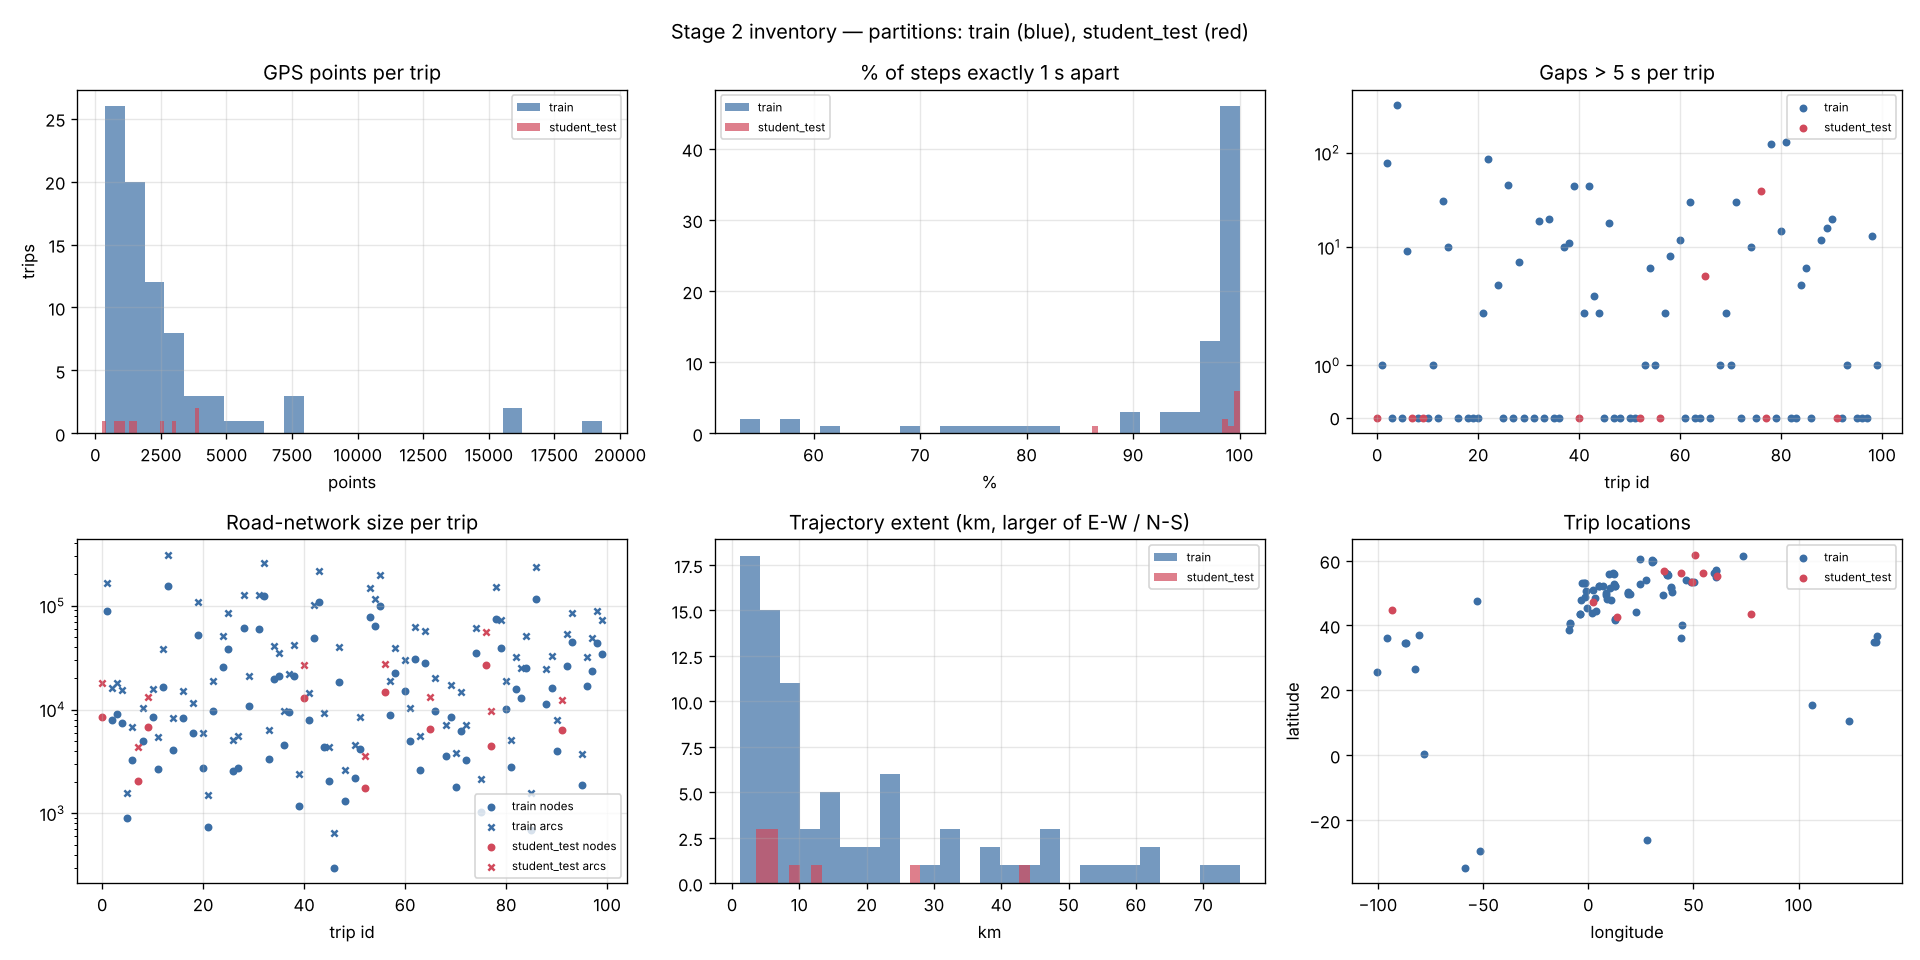 Stage 2 inventory — partitions: train (blue), student_test (red)
GPS points per trip
% of steps exactly 1 s apart
Gaps > 5 s per trip
train
student_test
train
student_test
train
student_test
25
20
15
10
5
0
trips
0 2500 5000 7500 10000 12500 15000 17500 20000
points
40
30
20
10
0
60 70 80 90 100
%
10²
10¹
10⁰
0
0 20 40 60 80 100
trip id
Road-network size per trip
Trajectory extent (km, larger of E-W / N-S)
Trip locations
10⁵
10⁴
10³
train nodes
train arcs
student_test nodes
student_test arcs
0 20 40 60 80 100
trip id
train
student_test
17.5
15.0
12.5
10.0
7.5
5.0
2.5
0.0
0 10 20 30 40 50 60 70
km
train
student_test
60
40
20
0
−20
latitude
−100 −50 0 50 100
longitude